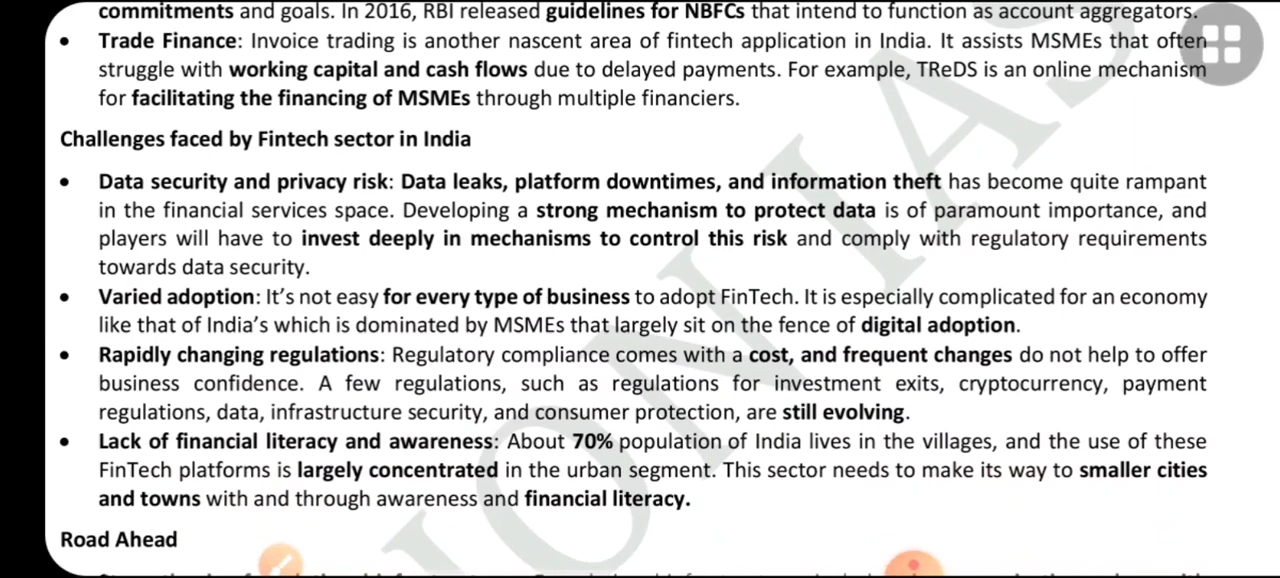 commitments and goals. In 2016, RBI released guidelines for NBFCs that intend to function as account aggregators.
• Trade Finance: Invoice trading is another nascent area of fintech application in India. It assists MSMEs that often
struggle with working capital and cash flows due to delayed payments. For example, TReDS is an online mechanism
for facilitating the financing of MSMEs through multiple financiers.
Challenges faced by Fintech sector in India
• Data security and privacy risk: Data leaks, platform downtimes, and information theft has become quite rampant
in the financial services space. Developing a strong mechanism to protect data is of paramount importance, and
players will have to invest deeply in mechanisms to control this risk and comply with regulatory requirements
towards data security.
• Varied adoption: It's not easy for every type of business to adopt FinTech. It is especially complicated for an economy
like that of India's which is dominated by MSMEs that largely sit on the fence of digital adoption.
• Rapidly changing regulations: Regulatory compliance comes with a cost, and frequent changes do not help to offer
business confidence. A few regulations, such as regulations for investment exits, cryptocurrency, payment
regulations, data, infrastructure security, and consumer protection, are still evolving.
• Lack of financial literacy and awareness: About 70% population of India lives in the villages, and the use of these
FinTech platforms is largely concentrated in the urban segment. This sector needs to make its way to smaller cities
and towns with and through awareness and financial literacy.
Road Ahead